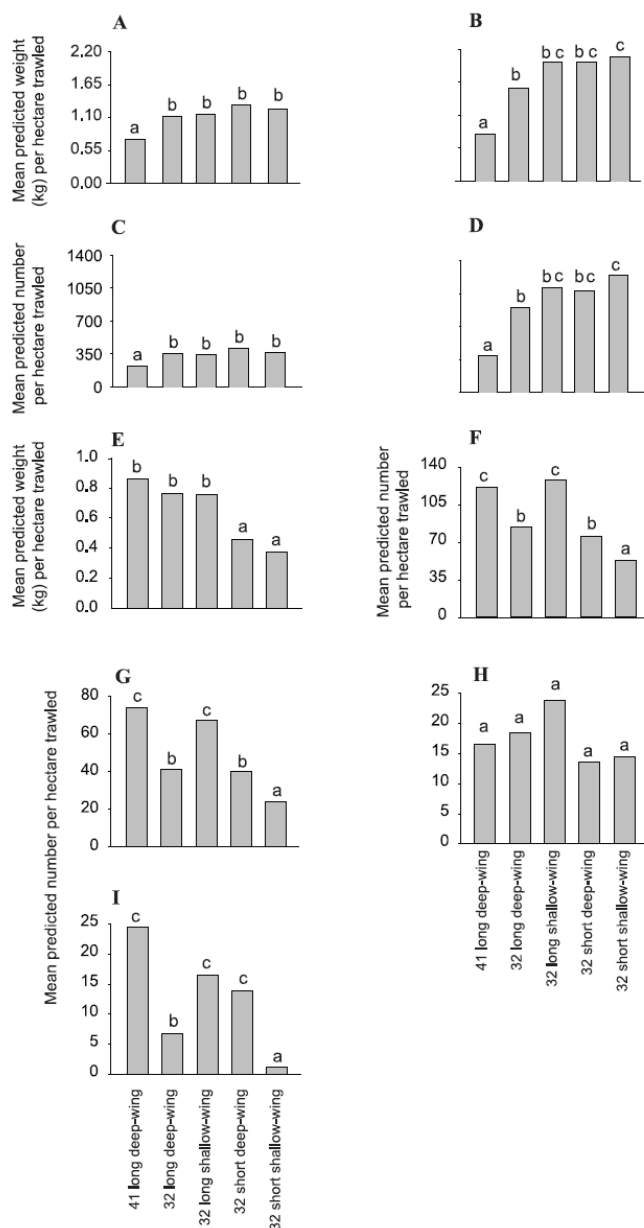 A
Mean predicted weight
(kg) per hectare trawled
2.20
1.65
1.10
0.55
0.00
a
b
b
b
b
B
a
b
b c
b c
c
C
Mean predicted number
per hectare trawled
1400
1050
700
350
0
a
b
b
b
b
D
a
b
b c
b c
c
E
Mean predicted weight
(kg) per hectare trawled
1.0
0.8
0.6
0.4
0.2
0.0
b
b
b
a
a
F
Mean predicted number
per hectare trawled
140
105
70
35
0
c
b
c
b
a
G
Mean predicted number per hectare trawled
80
60
40
20
0
c
b
c
b
a
H
25
20
15
10
5
0
a
a
a
a
a
41 long deep-wing
32 long deep-wing
32 long shallow-wing
32 short deep-wing
32 short shallow-wing
I
25
20
15
10
5
0
c
b
c
c
a
41 long deep-wing
32 long deep-wing
32 long shallow-wing
32 short deep-wing
32 short shallow-wing